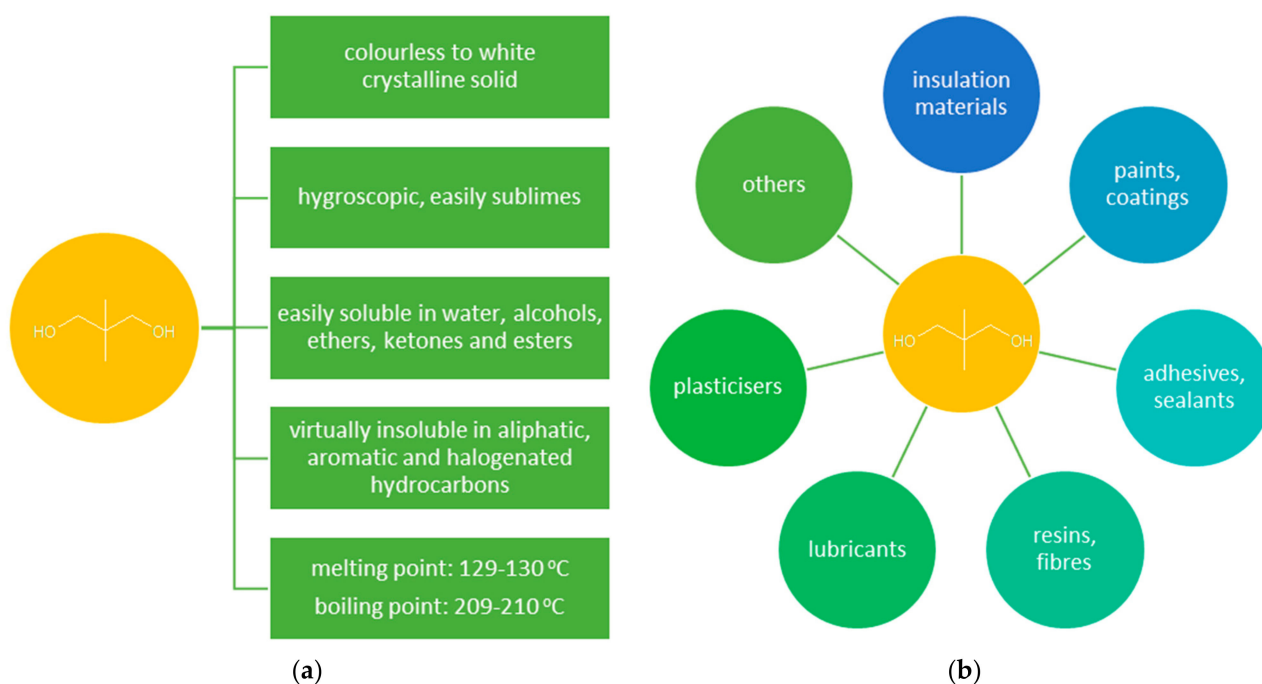 colourless to white
crystalline solid
hygroscopic, easily sublimes
HO
OH
easily soluble in water, alcohols,
ethers, ketones and esters
virtually insoluble in aliphatic,
aromatic and halogenated
hydrocarbons
melting point: 129-130 ºC
boiling point: 209-210 ºC
(a)
insulation
materials
paints,
coatings
others
HO
OH
adhesives,
sealants
plasticisers
resins,
fibres
lubricants
(b)